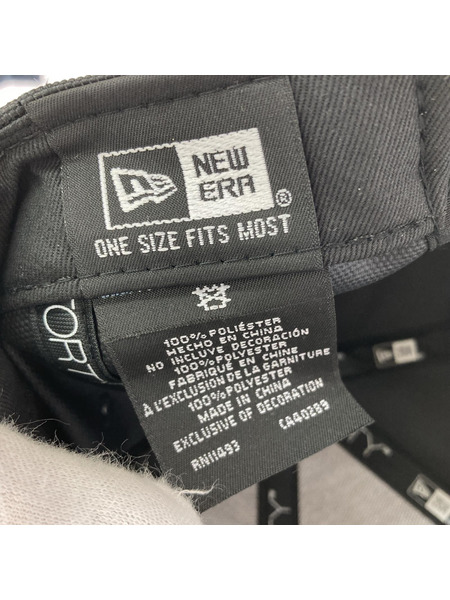 NEW
ERA
®
ONE SIZE FITS MOST
100% POLIÉSTER
HECHO EN CHINA
NO INCLUYE DECORACIÓN
100% POLYESTER
FABRIQUÉ EN CHINE
À L'EXCLUSION DE LA GARNITURE
100% POLYESTER
MADE IN CHINA
EXCLUSIVE OF DECORATION
RN11493 CA40289
ORT